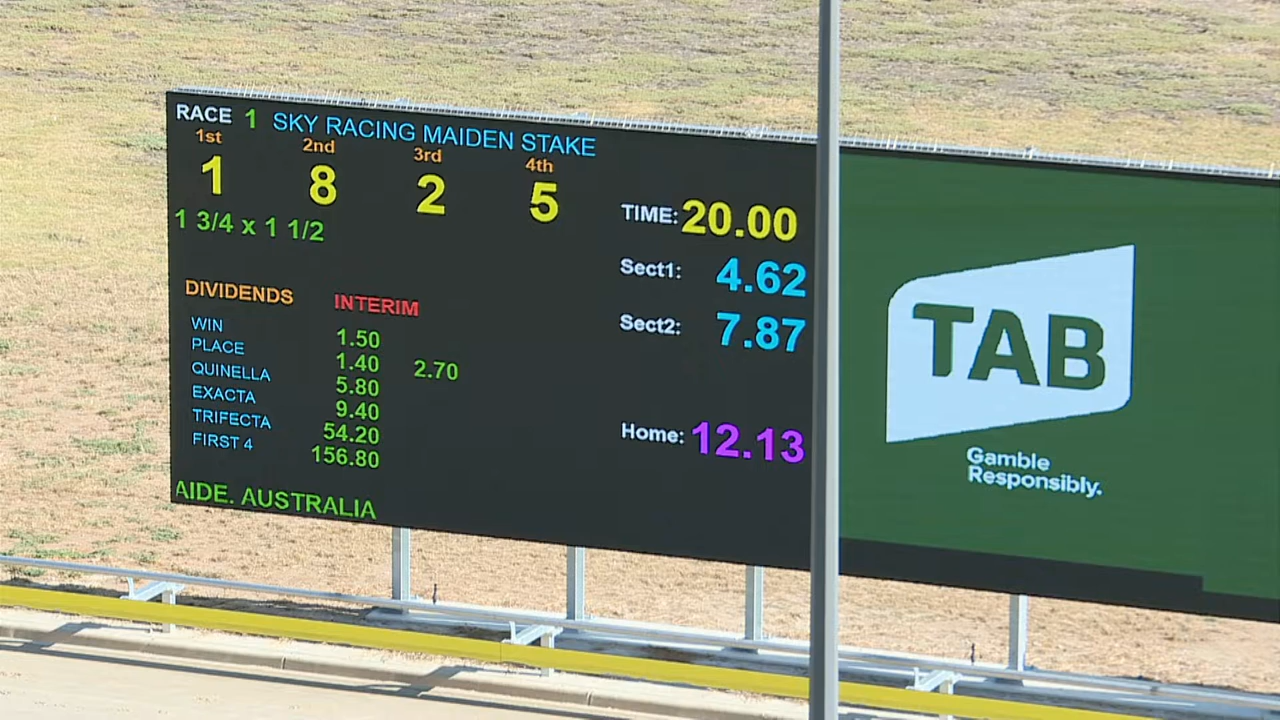 RACE 1 SKY RACING MAIDEN STAKE
1st 2nd 3rd 4th
1 8 2 5
1 3/4 x 1 1/2
TIME: 20.00
Sect1: 4.62
Sect2: 7.87
Home: 12.13
DIVIDENDS INTERIM
WIN 1.50
PLACE 1.40 2.70
QUINELLA 5.80
EXACTA 9.40
TRIFECTA 54.20
FIRST 4 156.80
AIDE. AUSTRALIA
TAB
Gamble
Responsibly.